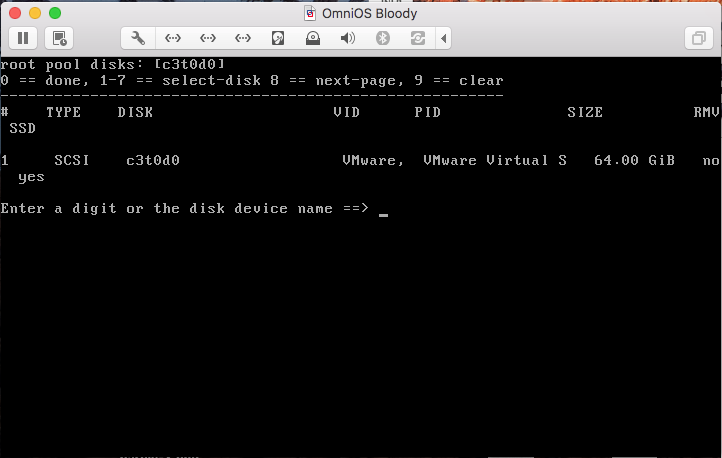 OmniOS Bloody
root pool disks: [c3t0d0]
0 == done, 1-7 == select-disk 8 == next-page, 9 == clear
--------------------------------------------------------
# TYPE DISK VID PID SIZE RMV
SSD
1 SCSI c3t0d0 VMware, VMware Virtual S 64.00 GiB no
yes
Enter a digit or the disk device name ==> _